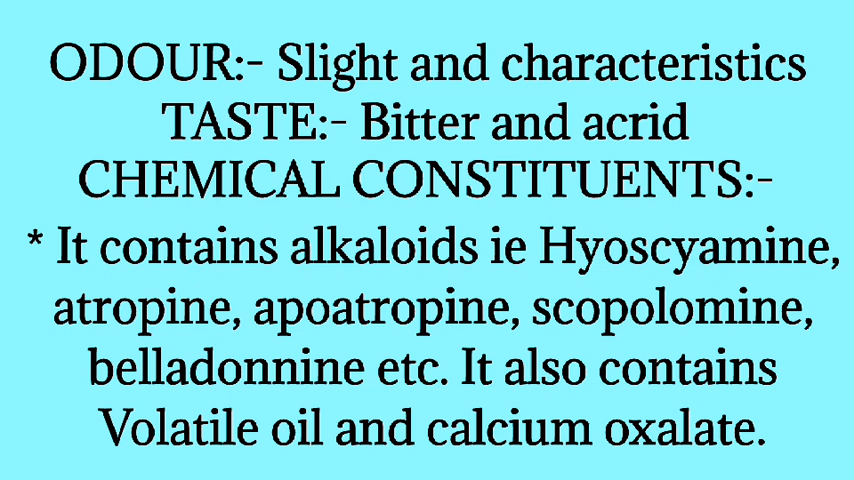 ODOUR:- Slight and characteristics
TASTE:- Bitter and acrid
CHEMICAL CONSTITUENTS:-
* It contains alkaloids ie Hyoscyamine,
atropine, apoatropine, scopolomine,
belladonnine etc. It also contains
Volatile oil and calcium oxalate.